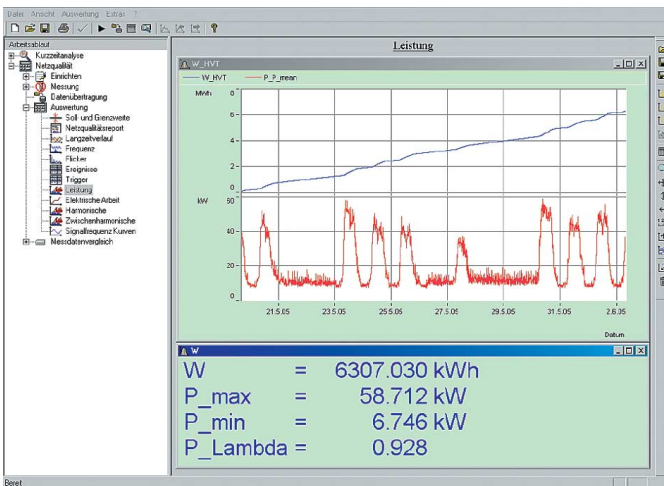 Datei Ansicht Auswertung Extras ?
Arbeitsablauf
Kurzzeitanalyse
Netzqualität
Einrichten
Messung
Datenübertragung
Auswertung
Soll- und Grenzwerte
Netzqualitätsreport
Langzeitverlauf
Frequenz
Flicker
Ereignisse
Trigger
Leistung
Elektrische Arbeit
Harmonische
Zwischenharmonische
Signalfrequenz Kurven
Messdatenvergleich
Leistung
W_HVT
W_HVT P_P_mean
MWh
6
4
2
0
kW
40
20
0
21.5.05 23.5.05 25.5.05 27.5.05 29.5.05 31.5.05 2.6.05
Datum
W
W = 6307.030 kWh
P_max = 58.712 kW
P_min = 6.746 kW
P_Lambda = 0.928
Bereit